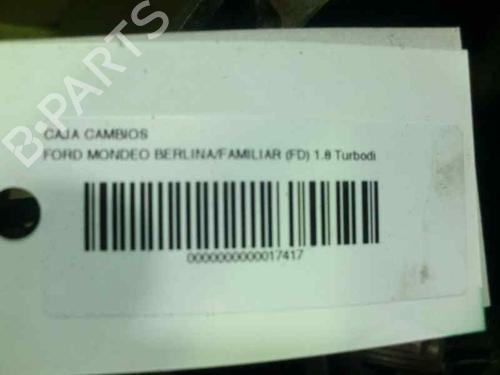 CAJA CAMBIOS
FORD MONDEO BERLINA/FAMILIAR (FD) 1.8 Turbodi
0000000000017417
B-PARTS